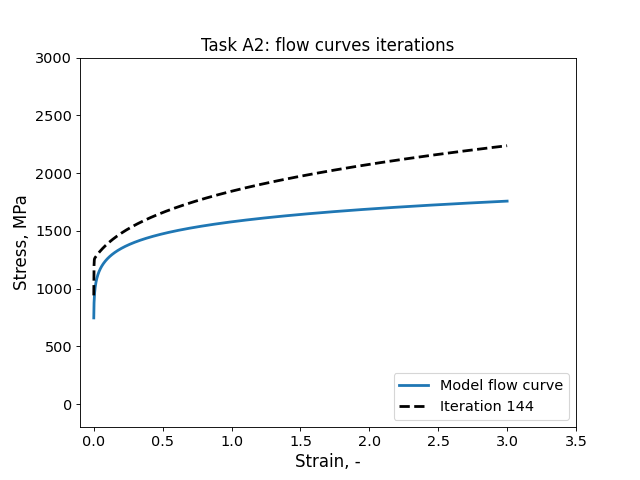 Task A2: flow curves iterations
3000
2500
2000
1500
1000
500
0
Stress, MPa
0.0 0.5 1.0 1.5 2.0 2.5 3.0 3.5
Strain, -
Model flow curve
Iteration 144